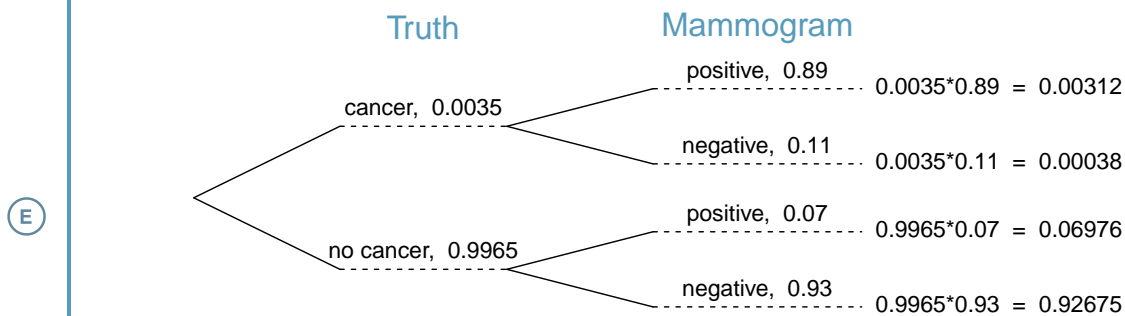 Truth Mammogram
positive, 0.89 0.0035*0.89 = 0.00312
cancer, 0.0035
negative, 0.11 0.0035*0.11 = 0.00038
E
positive, 0.07 0.9965*0.07 = 0.06976
no cancer, 0.9965
negative, 0.93 0.9965*0.93 = 0.92675